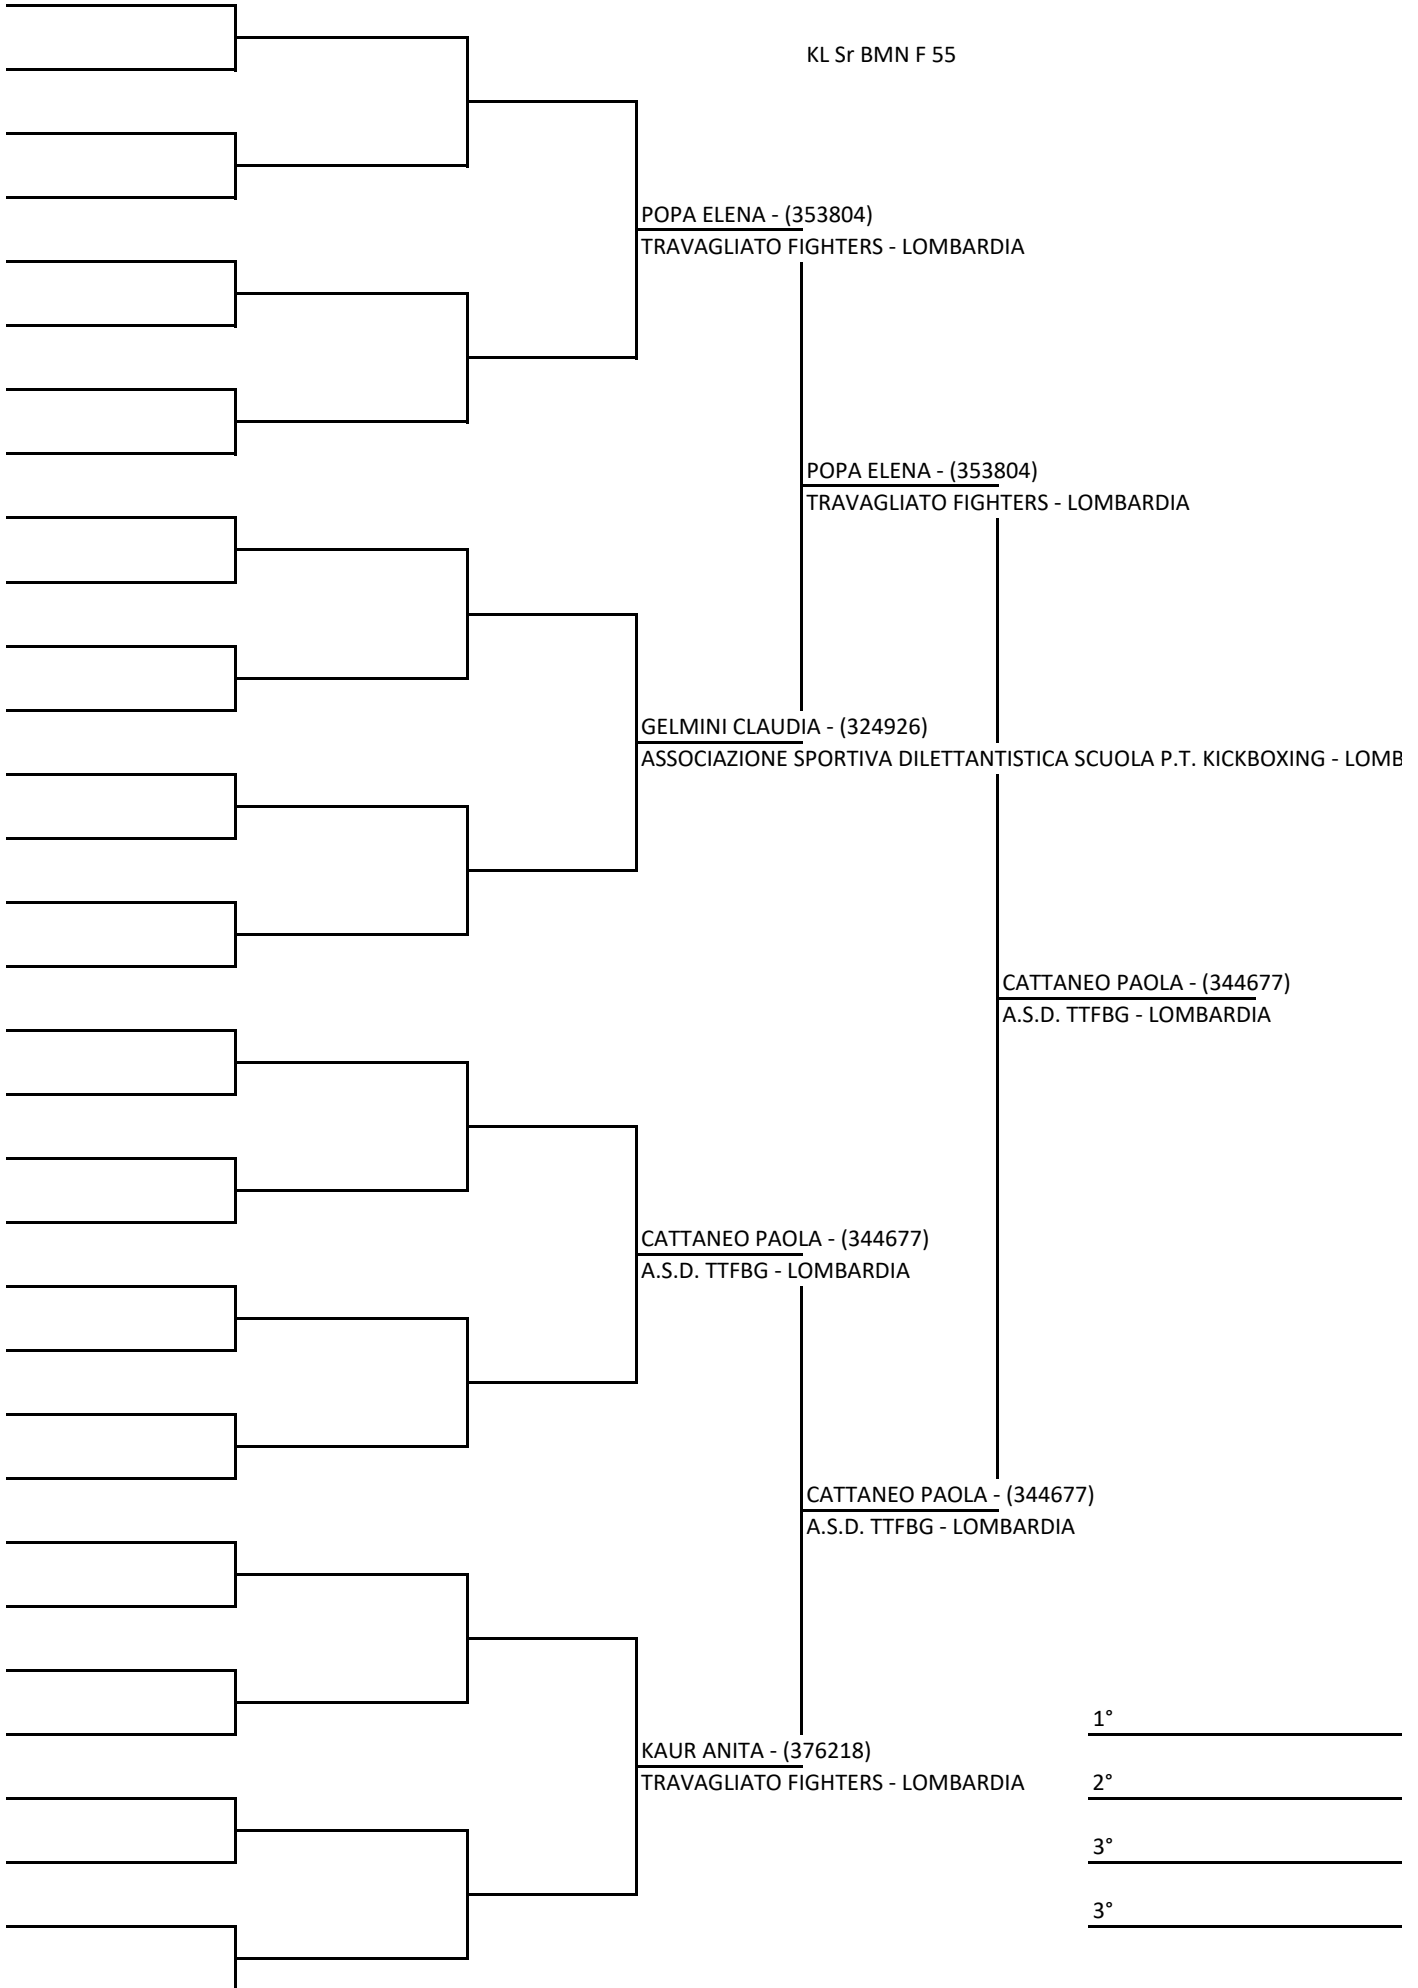 KL Sr BMN F 55
POPA ELENA - (353804)
TRAVAGLIATO FIGHTERS - LOMBARDIA
POPA ELENA - (353804)
TRAVAGLIATO FIGHTERS - LOMBARDIA
GELMINI CLAUDIA - (324926)
ASSOCIAZIONE SPORTIVA DILETTANTISTICA SCUOLA P.T. KICKBOXING - LOMB
CATTANEO PAOLA - (344677)
A.S.D. TTFBG - LOMBARDIA
CATTANEO PAOLA - (344677)
A.S.D. TTFBG - LOMBARDIA
CATTANEO PAOLA - (344677)
A.S.D. TTFBG - LOMBARDIA
1°
KAUR ANITA - (376218)
TRAVAGLIATO FIGHTERS - LOMBARDIA
2°
3°
3°